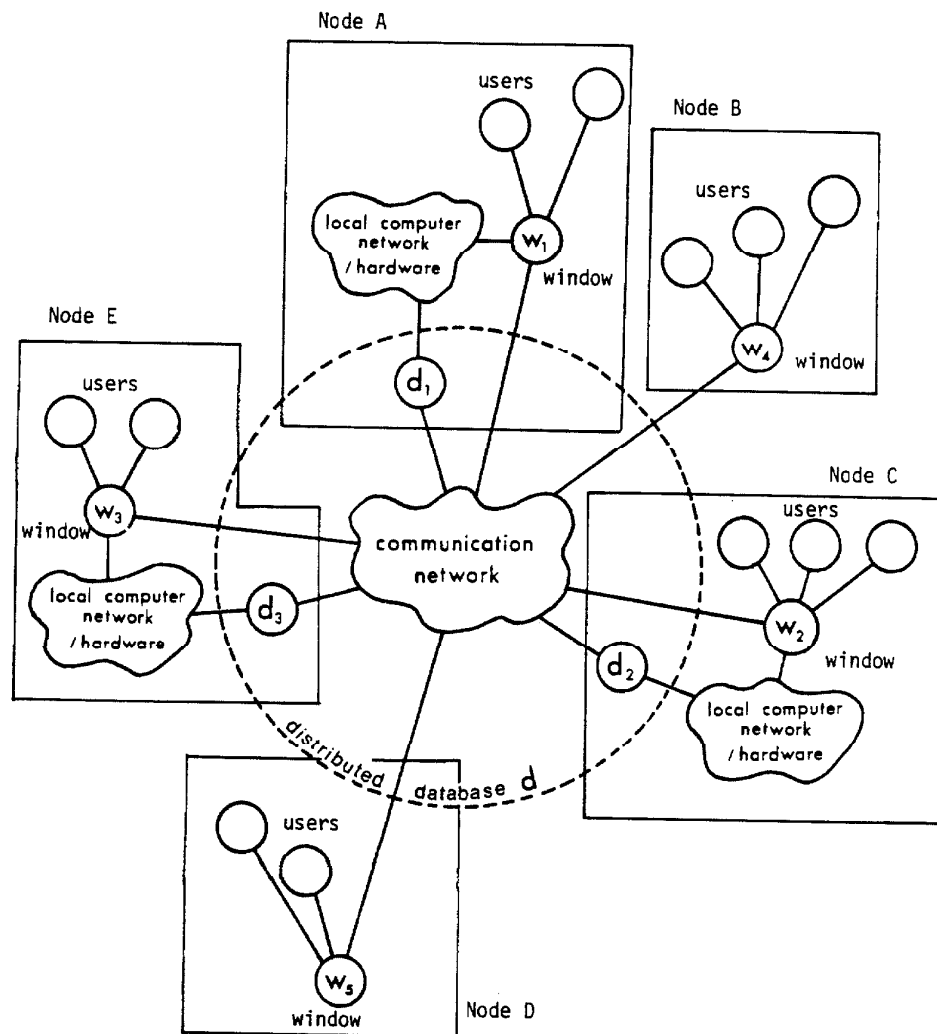 Node A
users
local computer
network
/ hardware
W₁
window
d₁
Node B
users
W₄
window
Node E
users
W₃
window
local computer
network
/ hardware
d₃
communication
network
Node C
users
W₂
window
d₂
local computer
network
/ hardware
distributed database d
users
W₅
window
Node D